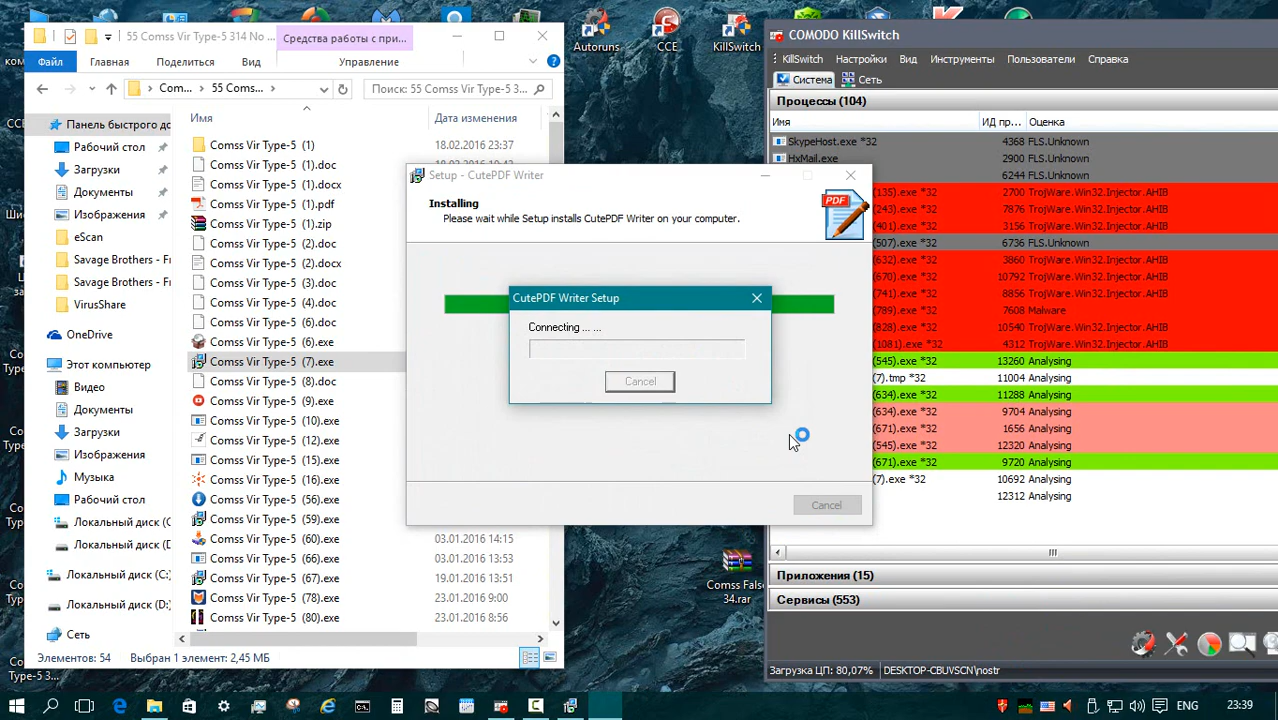 55 Comss Vir Type-5 314 No ...
Средства работы с при...
Файл
Главная
Поделиться
Вид
Управление
Com...
55 Coms...
Поиск: 55 Comss Vir Type-5 3...
Имя
Дата изменения
Панель быстрого до
Рабочий стол
Загрузки
Документы
Изображения
eScan
Savage Brothers - Fr
Savage Brothers - Fr
VirusShare
OneDrive
Этот компьютер
Видео
Документы
Загрузки
Изображения
Музыка
Рабочий стол
Локальный диск (C
Локальный диск (D
Локальный диск (C:)
Локальный диск (D:)
Сеть
Comss Vir Type-5 (1)
18.02.2016 23:37
Comss Vir Type-5 (1).doc
Comss Vir Type-5 (1).docx
Comss Vir Type-5 (1).pdf
Comss Vir Type-5 (1).zip
Comss Vir Type-5 (2).doc
Comss Vir Type-5 (2).docx
Comss Vir Type-5 (3).doc
Comss Vir Type-5 (4).doc
Comss Vir Type-5 (6).doc
Comss Vir Type-5 (6).exe
Comss Vir Type-5 (7).exe
Comss Vir Type-5 (8).doc
Comss Vir Type-5 (9).exe
Comss Vir Type-5 (10).exe
Comss Vir Type-5 (12).exe
Comss Vir Type-5 (15).exe
Comss Vir Type-5 (16).exe
Comss Vir Type-5 (56).exe
Comss Vir Type-5 (59).exe
Comss Vir Type-5 (60).exe
03.01.2016 14:15
Comss Vir Type-5 (66).exe
03.01.2016 13:53
Comss Vir Type-5 (67).exe
19.01.2016 13:51
Comss Vir Type-5 (78).exe
23.01.2016 9:00
Comss Vir Type-5 (80).exe
23.01.2016 8:56
Элементов: 54
Выбран 1 элемент: 2,45 МБ
Autoruns
CCE
KillSwitch
Setup - CutePDF Writer
Installing
Please wait while Setup installs CutePDF Writer on your computer.
PDF
CutePDF Writer Setup
Connecting ... ...
Cancel
Cancel
Comss False
34.rar
COMODO KillSwitch
KillSwitch
Настройки
Вид
Инструменты
Пользователи
Справка
Система
Сеть
Процессы (104)
Имя
ИД пр...
Оценка
SkypeHost.exe *32
4368
FLS.Unknown
HxMail.exe
2900
FLS.Unknown
6244
FLS.Unknown
(135).exe *32
2700
TrojWare.Win32.Injector.AHIB
(243).exe *32
7876
TrojWare.Win32.Injector.AHIB
(401).exe *32
3156
TrojWare.Win32.Injector.AHIB
(507).exe *32
6736
FLS.Unknown
(632).exe *32
3860
TrojWare.Win32.Injector.AHIB
(670).exe *32
10792
TrojWare.Win32.Injector.AHIB
(741).exe *32
8856
TrojWare.Win32.Injector.AHIB
(789).exe *32
7608
Malware
(828).exe *32
10540
TrojWare.Win32.Injector.AHIB
(1081).exe *32
4312
TrojWare.Win32.Injector.AHIB
(545).exe *32
13260
Analysing
(7).tmp *32
11004
Analysing
(634).exe *32
11288
Analysing
(634).exe *32
9704
Analysing
(671).exe *32
1656
Analysing
(545).exe *32
12320
Analysing
(671).exe *32
9720
Analysing
(7).exe *32
10692
Analysing
12312
Analysing
Приложения (15)
Сервисы (553)
Загрузка ЦП: 80,07%
DESKTOP-CBUVSCN\nostr
ENG
23:39